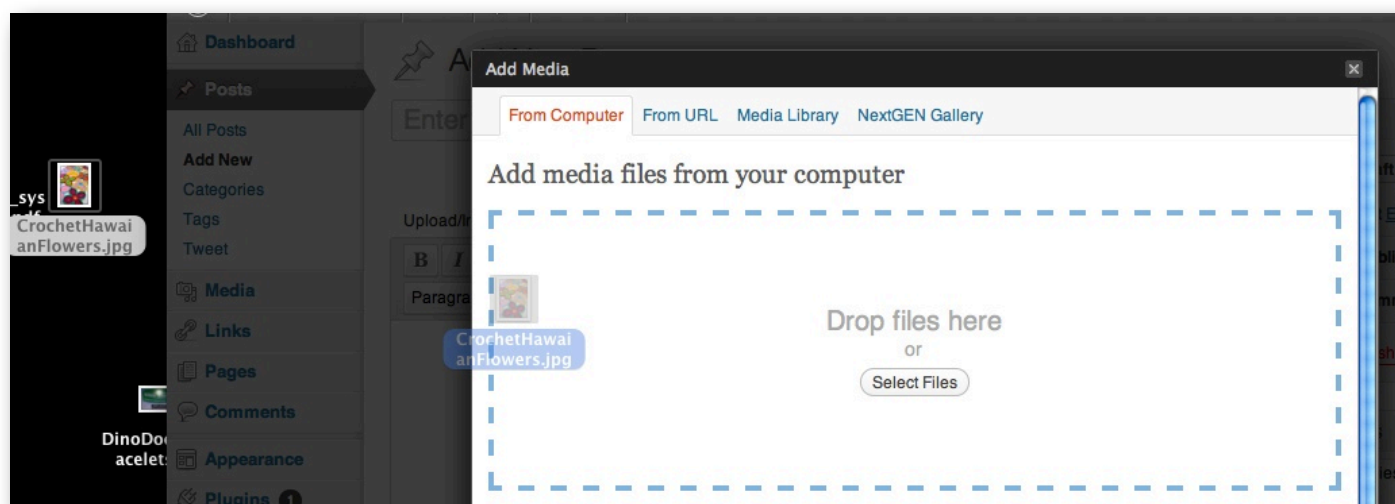 Dashboard
Posts
All Posts
Add New
Categories
Tags
Tweet
Media
Links
Pages
Comments
Appearance
Plugins 1
_sys
CrochetHawai
anFlowers.jpg
DinoDo
acelet
Enter
Upload/In
B I
Paragra
Add Media
From Computer From URL Media Library NextGEN Gallery
Add media files from your computer
CrochetHawai
anFlowers.jpg
Drop files here
or
Select Files